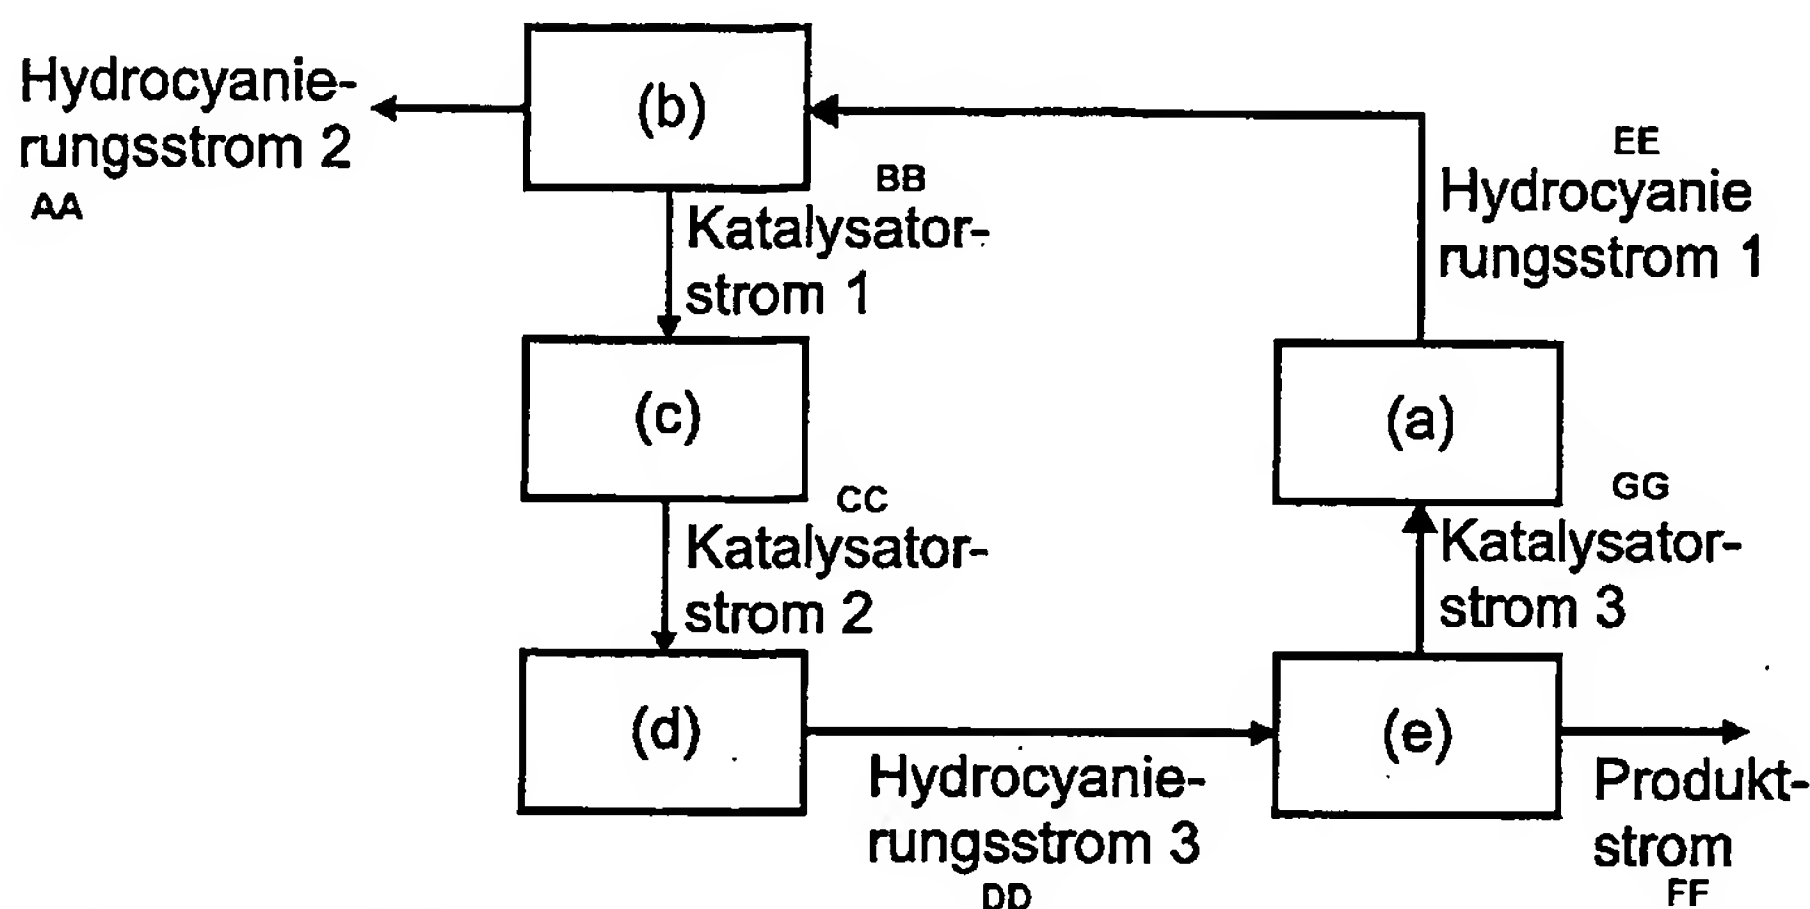 Hydrocyanie-
rungsstrom 2
AA
(b)
BB
Katalysator-
strom 1
EE
Hydrocyanie
rungsstrom 1
(c)
(a)
CC
Katalysator-
strom 2
GG
Katalysator-
strom 3
(d)
(e)
Hydrocyanie-
rungsstrom 3
DD
Produkt-
strom
FF